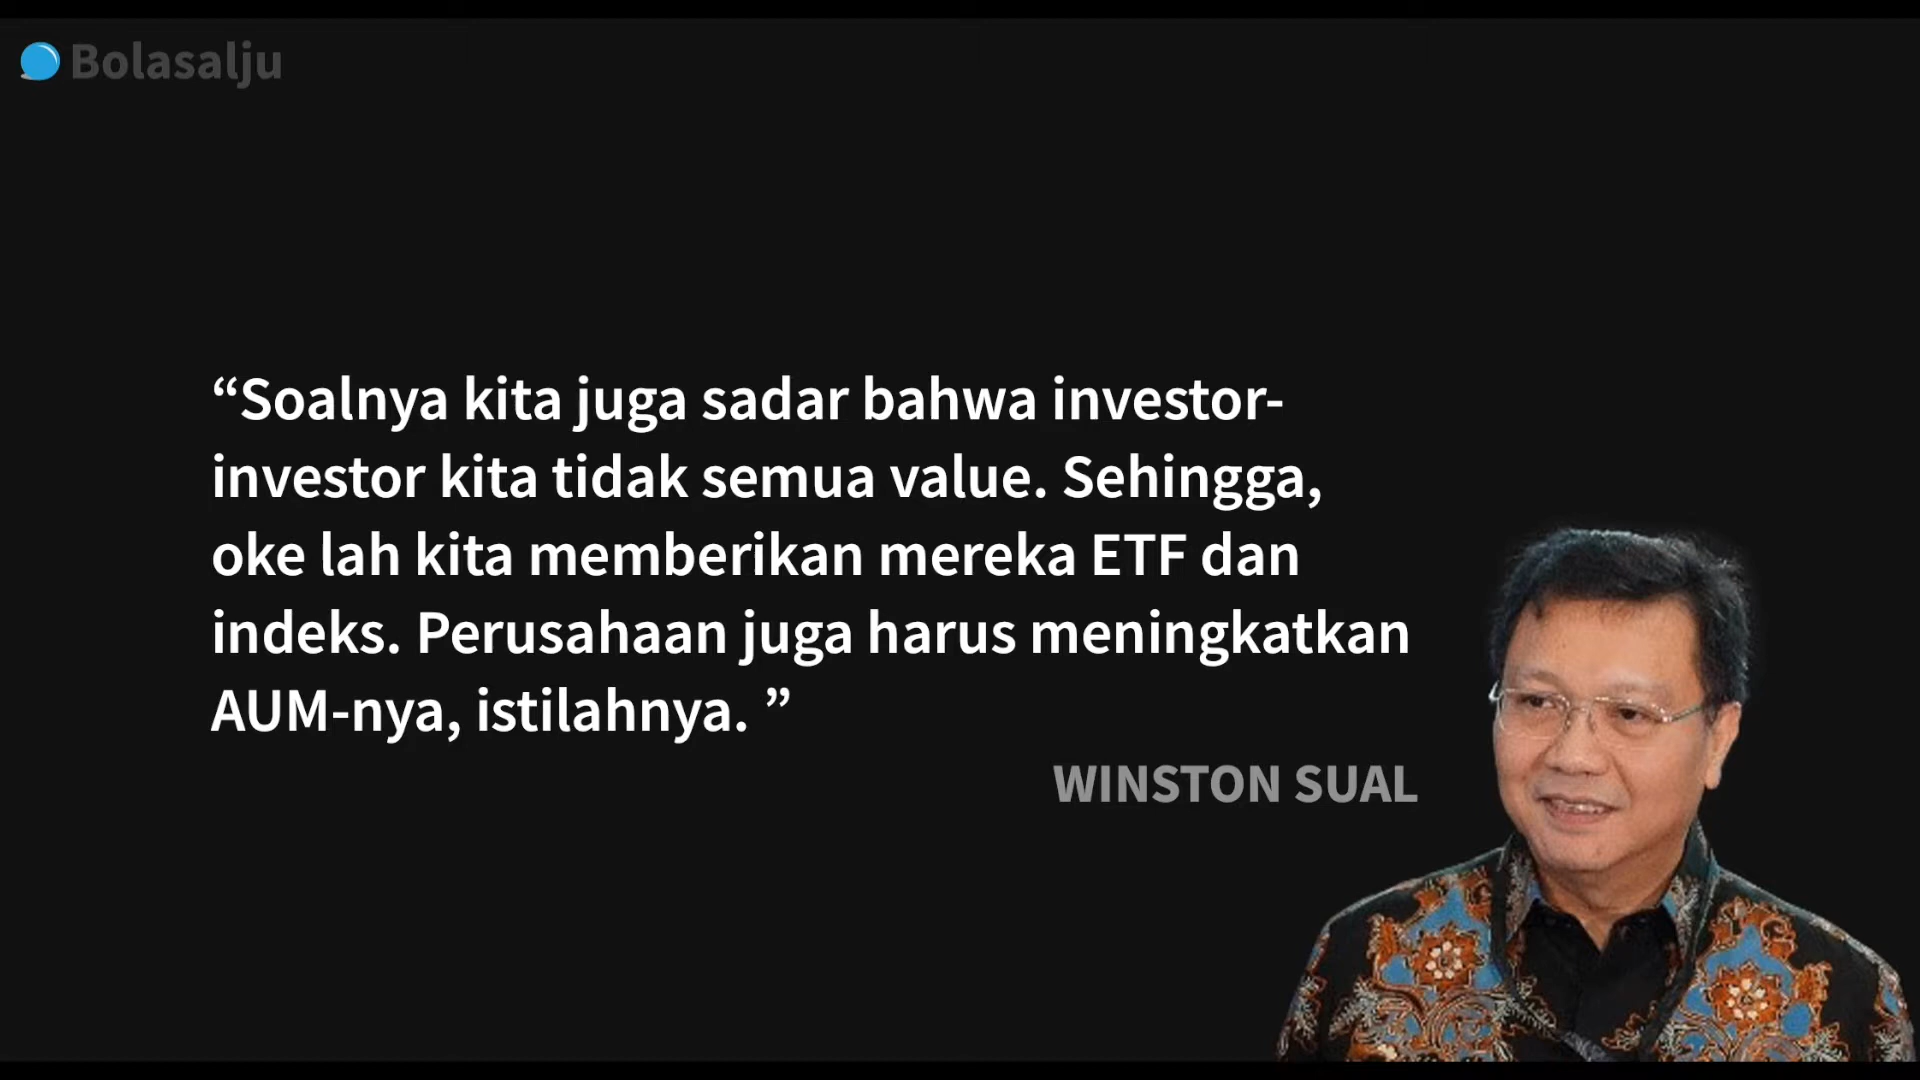 Bolasalju
“Soalnya kita juga sadar bahwa investor-
investor kita tidak semua value. Sehingga,
oke lah kita memberikan mereka ETF dan
indeks. Perusahaan juga harus meningkatkan
AUM-nya, istilahnya. ”
WINSTON SUAL